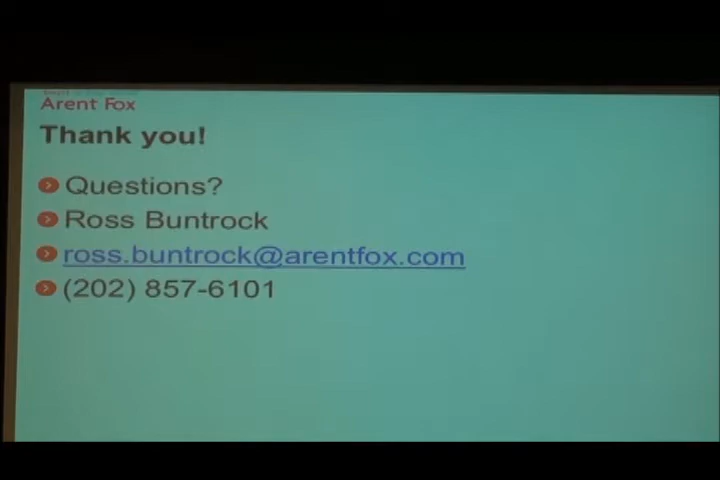 Arent Fox
Thank you!
Questions?
Ross Buntrock
ross.buntrock@arentfox.com
(202) 857-6101